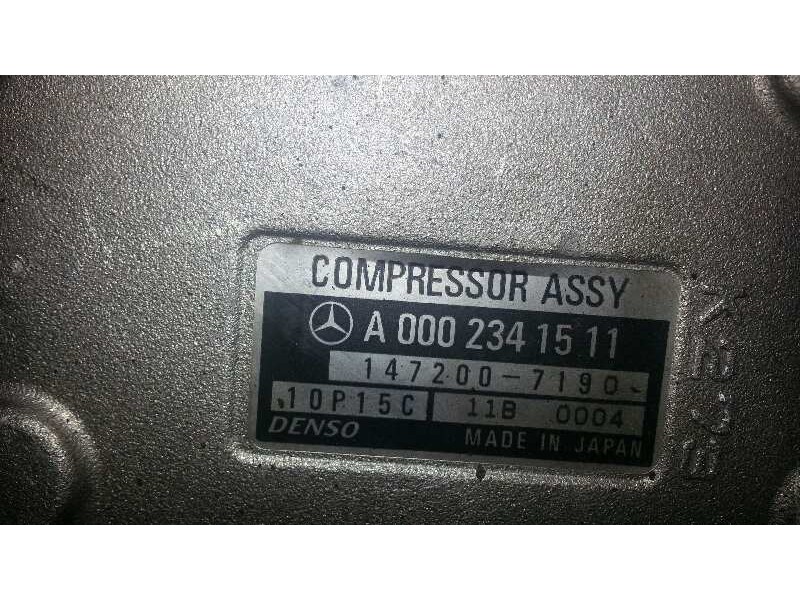 COMPRESSOR ASSY
A 000 234 15 11
147200-7190
10P15C 11B 0004
DENSO MADE IN JAPAN